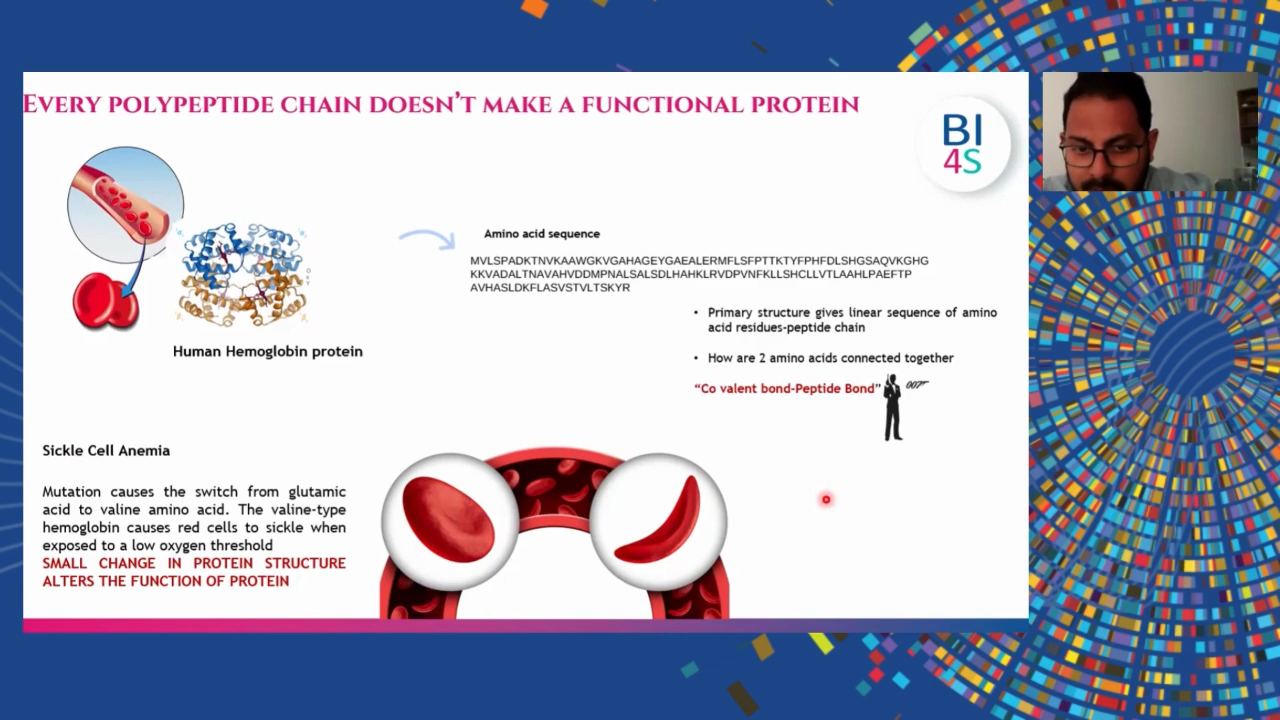 EVERY POLYPEPTIDE CHAIN DOESN'T MAKE A FUNCTIONAL PROTEIN
BI
4S
Amino acid sequence
MVLSPADKTNVKAAWGKVGAHAGEYGAEALERMFLSFPTTKTYFPHFDLSHGSAQVKGHG
KKVADALTNAVAHVDDMPNALSALSDLHAHKLRVDPVNFKLLSHCLLVTLAAHLPAEFTP
AVHASLDKFLASVSTVLTSKYR
Human Hemoglobin protein
• Primary structure gives linear sequence of amino
acid residues-peptide chain
• How are 2 amino acids connected together
“Co valent bond-Peptide Bond”
007
Sickle Cell Anemia
Mutation causes the switch from glutamic
acid to valine amino acid. The valine-type
hemoglobin causes red cells to sickle when
exposed to a low oxygen threshold
SMALL CHANGE IN PROTEIN STRUCTURE
ALTERS THE FUNCTION OF PROTEIN